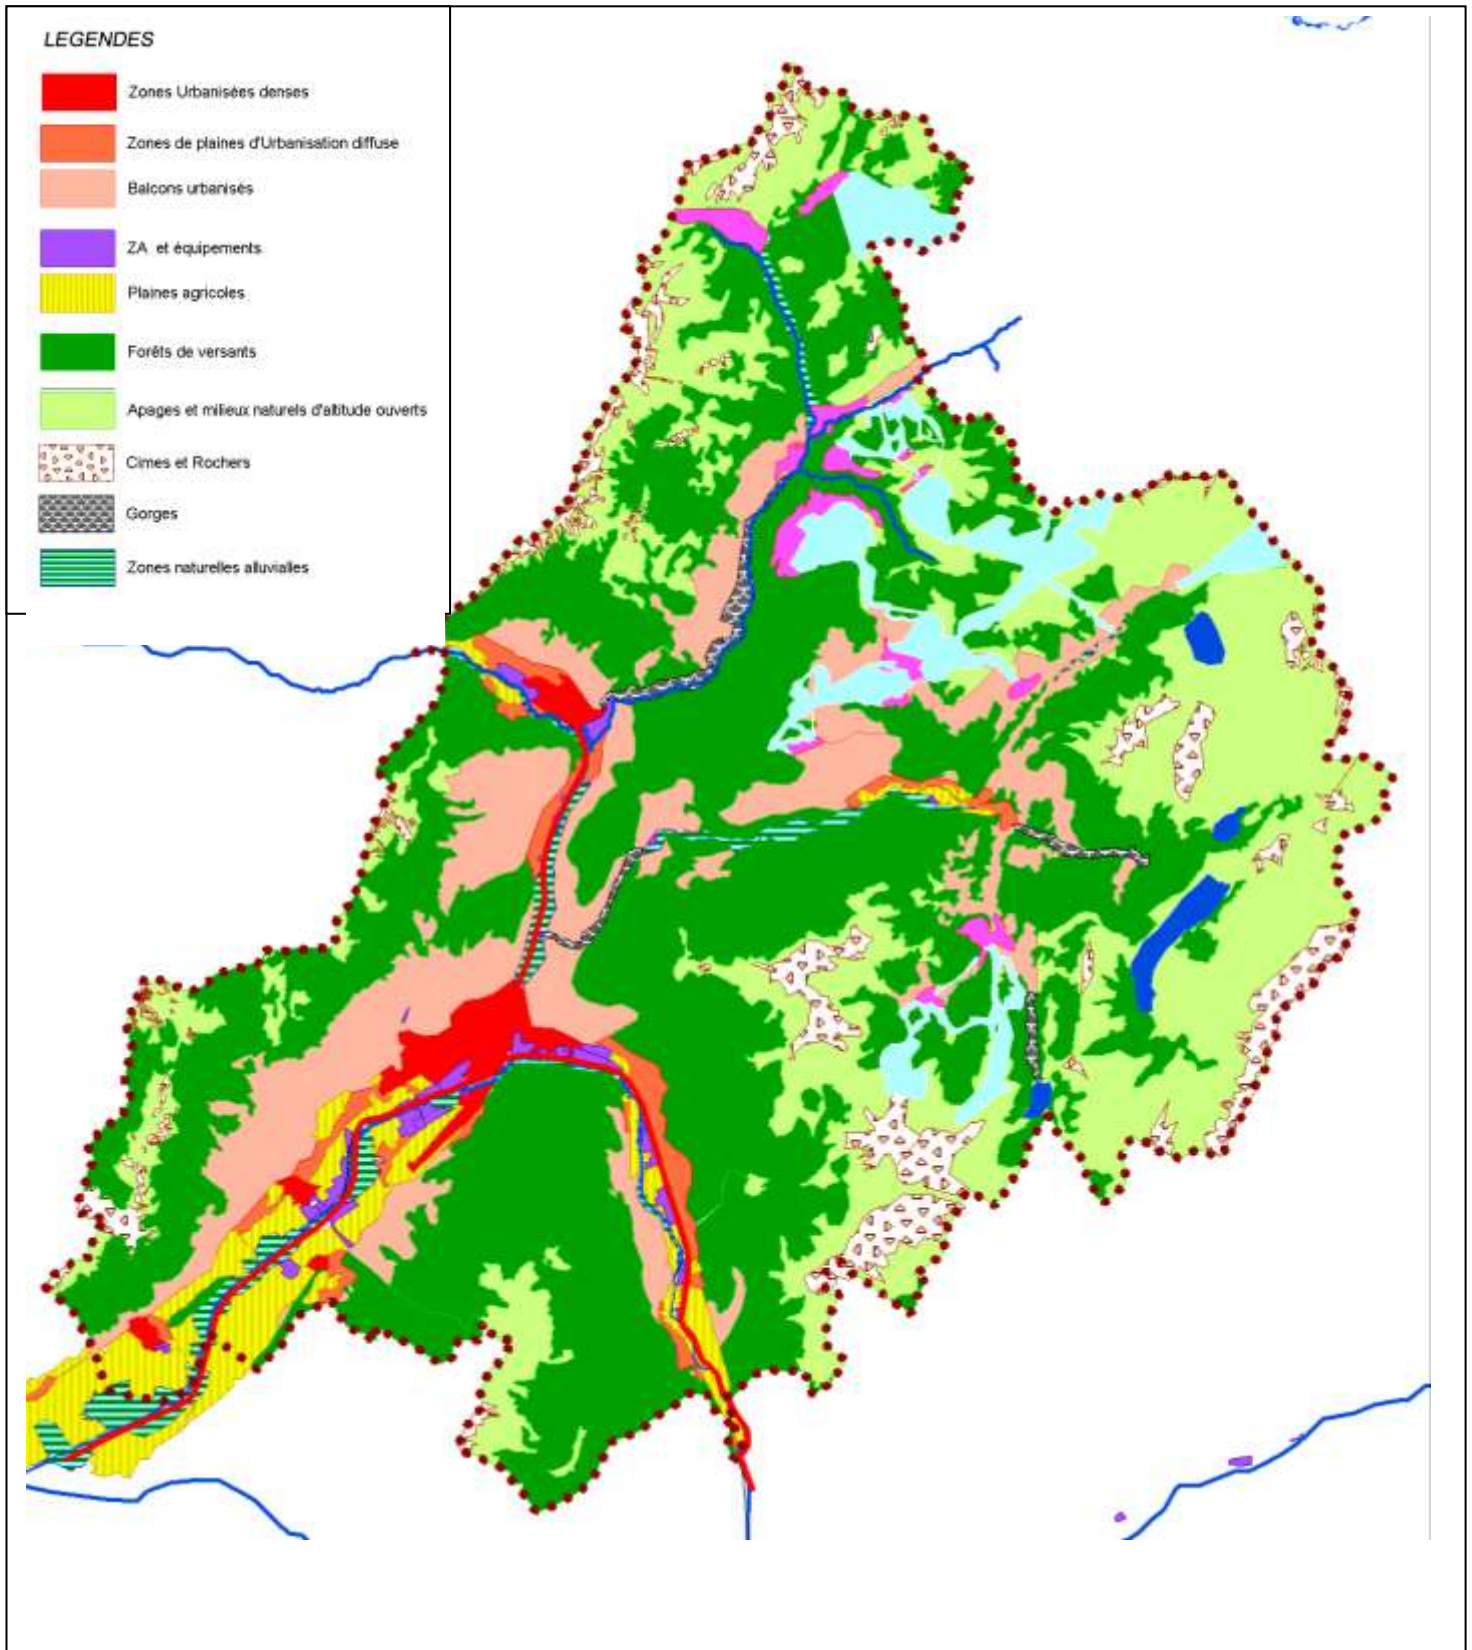 LEGENDES
Zones Urbanisées denses
Zones de plaines d'Urbanisation diffuse
Balcons urbanisés
ZA et équipements
Plaines agricoles
Forêts de versants
Apages et milieux naturels d'altitude ouverts
Cimes et Rochers
Gorges
Zones naturelles alluvialles